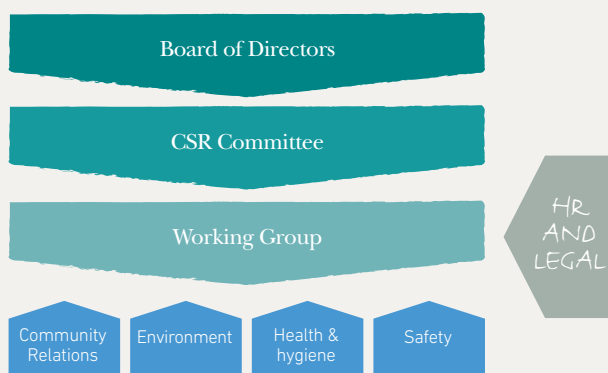 Board of Directors
CSR Committee
Working Group
HR
AND
LEGAL
Community
Relations
Environment
Health &
hygiene
Safety